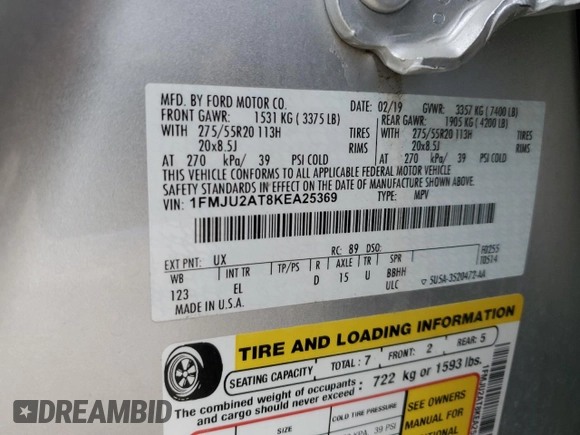 MFD. BY FORD MOTOR CO.
DATE: 02/19 GVWR: 3357 KG ( 7400 LB)
FRONT GAWR: 1531 KG ( 3375 LB) REAR GAWR: 1905 KG ( 4200 LB)
WITH 275/55R20 113H TIRES WITH 275/55R20 113H TIRES
20x8.5J RIMS 20x8.5J RIMS
AT 270 kPa/ 39 PSI COLD AT 270 kPa/ 39 PSI COLD
THIS VEHICLE CONFORMS TO ALL APPLICABLE FEDERAL MOTOR VEHICLE
SAFETY STANDARDS IN EFFECT ON THE DATE OF MANUFACTURE SHOWN ABOVE.
VIN: 1FMJU2AT8KEA25369 TYPE: MPV
F0255
T0514
EXT PNT: UX RC: 89 DSO:
WB INT TR TP/PS R AXLE TR SPR
123 EL D 15 U BBHH
ULC
MADE IN U.S.A. 5U5A-3520472-AA
TIRE AND LOADING INFORMATION
SEATING CAPACITY TOTAL: 7 FRONT: 2 REAR: 5
The combined weight of occupants and cargo should never exceed : 722 kg or 1593 lbs.
SIZE COLD TIRE PRESSURE
39 PSI
SEE OWNERS
MANUAL FOR
DREAMBID